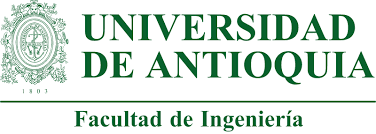 UNIVERSIDAD
DE ANTIOQUIA
1803
Facultad de Ingeniería